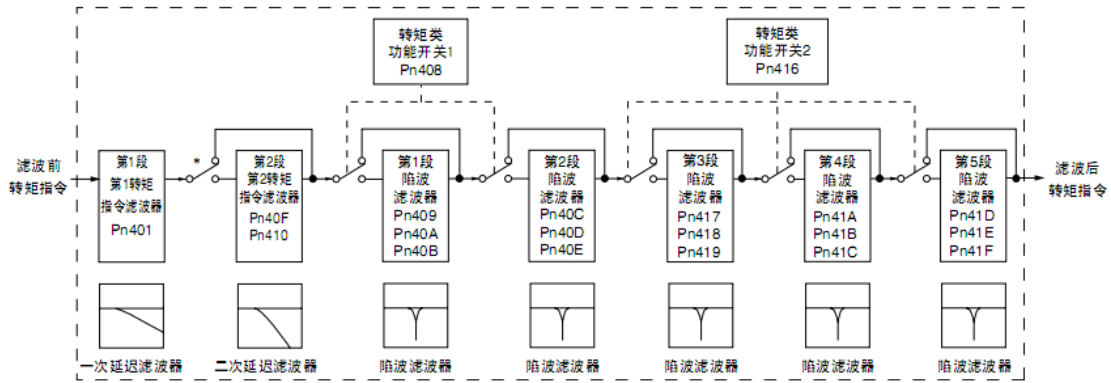 转矩类
功能开关1
Pn408
转矩类
功能开关2
Pn416
滤波前
转矩指令
第1段
第1转矩
指令滤波器
Pn401
*
第2段
第2转矩
指令滤波器
Pn40F
Pn410
第1段
陷波
滤波器
Pn409
Pn40A
Pn40B
第2段
陷波
滤波器
Pn40C
Pn40D
Pn40E
第3段
陷波
滤波器
Pn417
Pn418
Pn419
第4段
陷波
滤波器
Pn41A
Pn41B
Pn41C
第5段
陷波
滤波器
Pn41D
Pn41E
Pn41F
滤波后
转矩指令
一次延迟滤波器
二次延迟滤波器
陷波滤波器
陷波滤波器
陷波滤波器
陷波滤波器
陷波滤波器